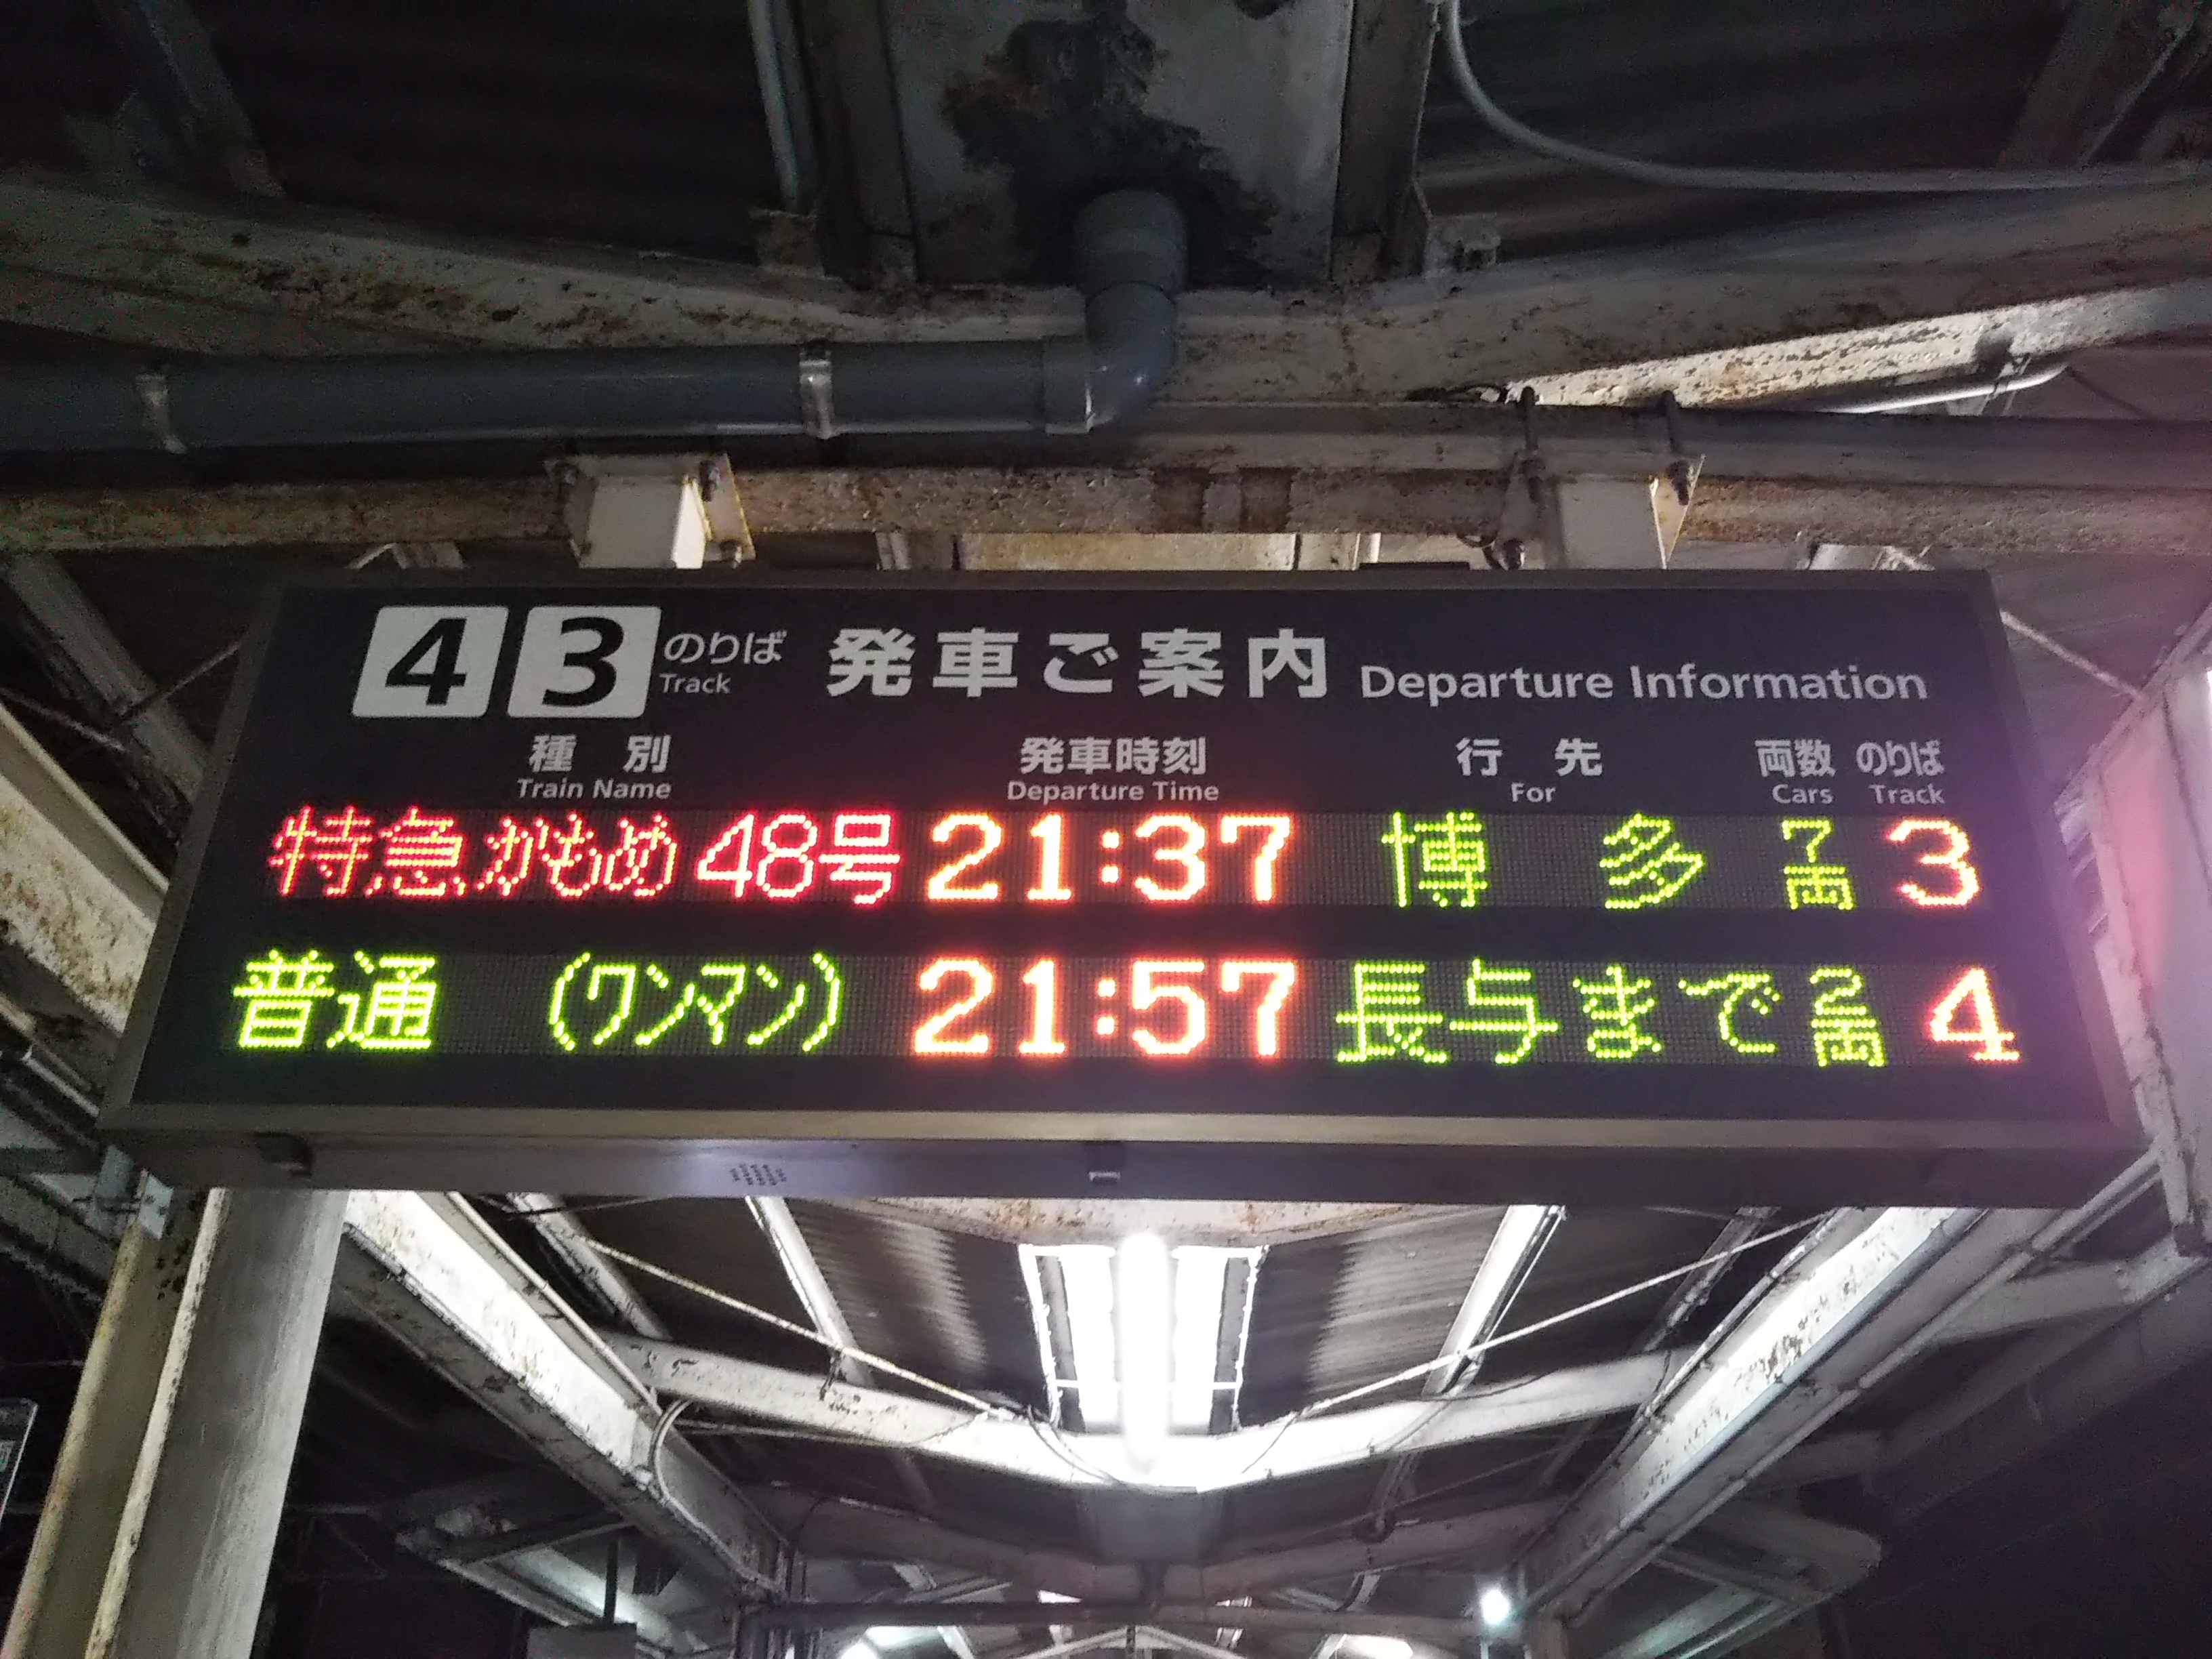 4 3 のりば 発車ご案内 Departure Information
Track
種別 発車時刻 行先 両数 のりば
Train Name Departure Time For Cars Track
特急かもめ48号 21:37 博多 7両 3
普通 (ワンマン) 21:57 長与まで 2両 4